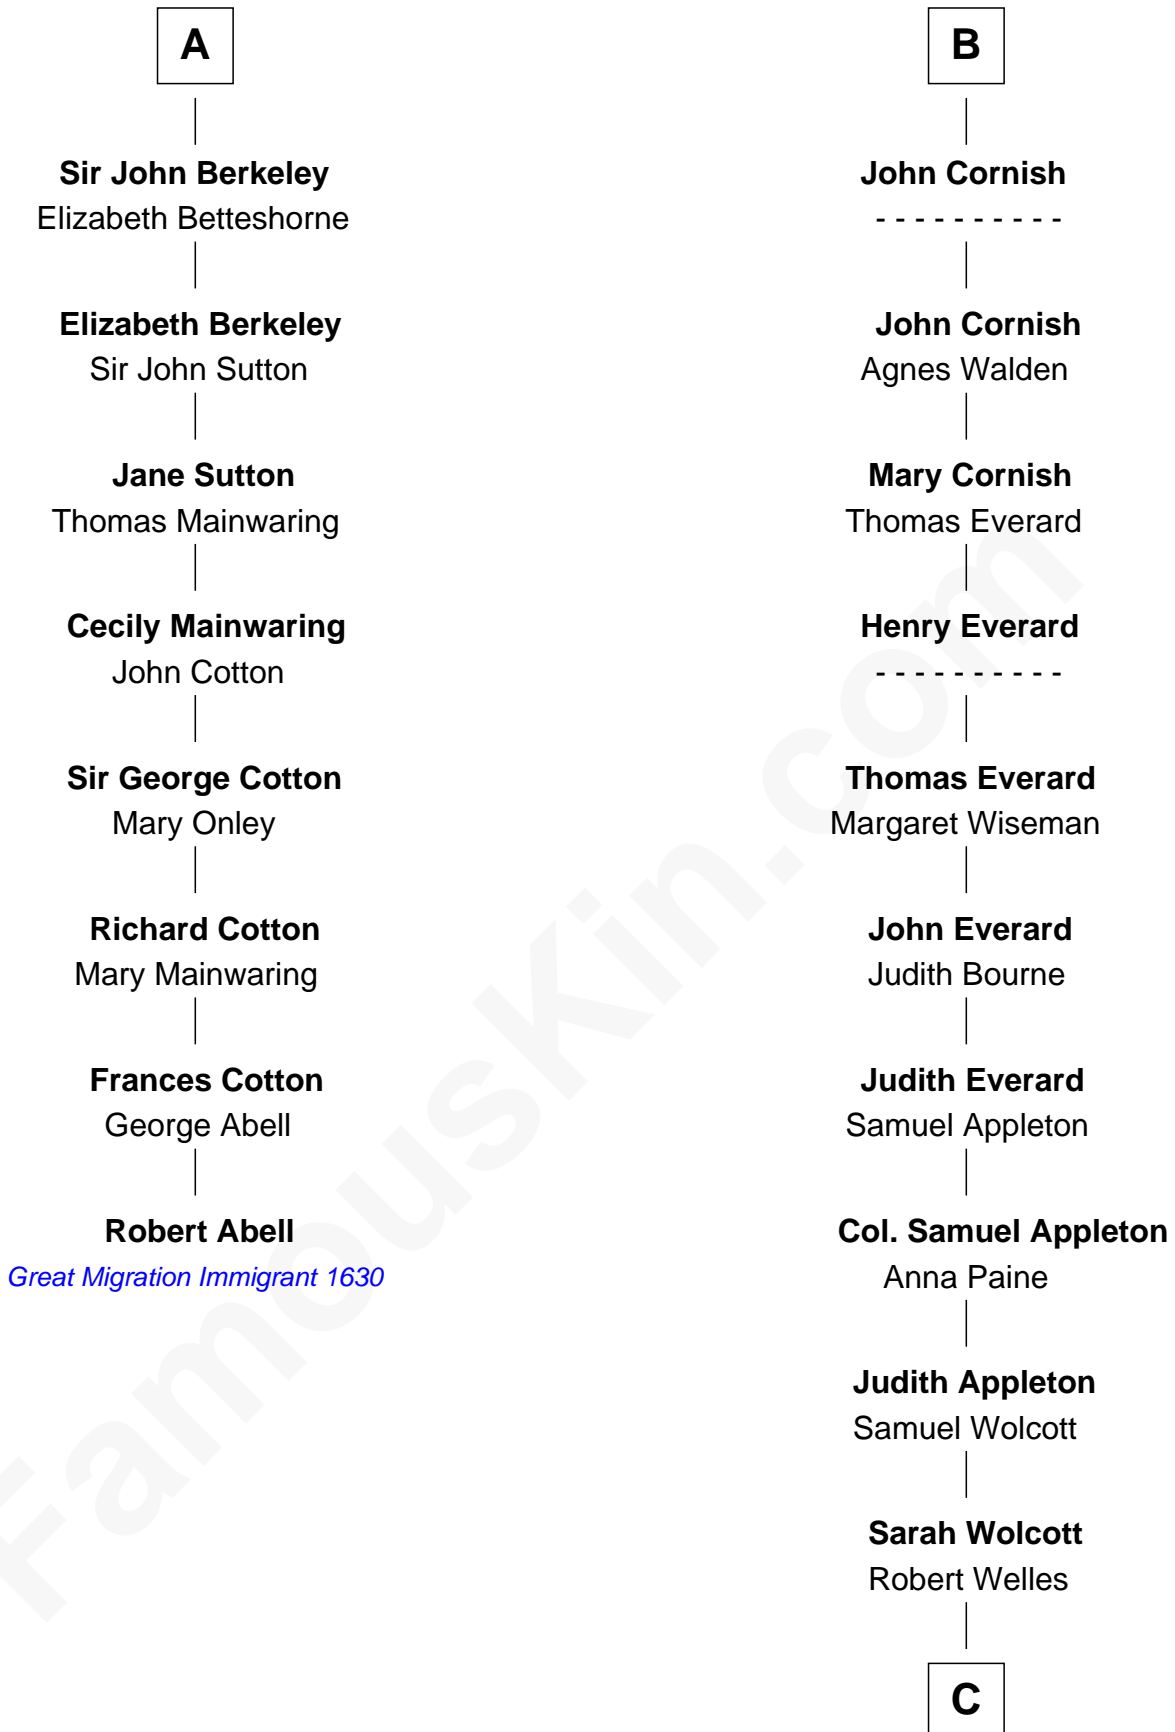 A
Sir John Berkeley
Elizabeth Betteshorne
Elizabeth Berkeley
Sir John Sutton
Jane Sutton
Thomas Mainwaring
Cecily Mainwaring
John Cotton
Sir George Cotton
Mary Onley
Richard Cotton
Mary Mainwaring
Frances Cotton
George Abell
Robert Abell
Great Migration Immigrant 1630
B
John Cornish
- - - - - - - - - -
John Cornish
Agnes Walden
Mary Cornish
Thomas Everard
Henry Everard
- - - - - - - - - -
Thomas Everard
Margaret Wiseman
John Everard
Judith Bourne
Judith Everard
Samuel Appleton
Col. Samuel Appleton
Anna Paine
Judith Appleton
Samuel Wolcott
Sarah Wolcott
Robert Welles
C
FamousKin.com